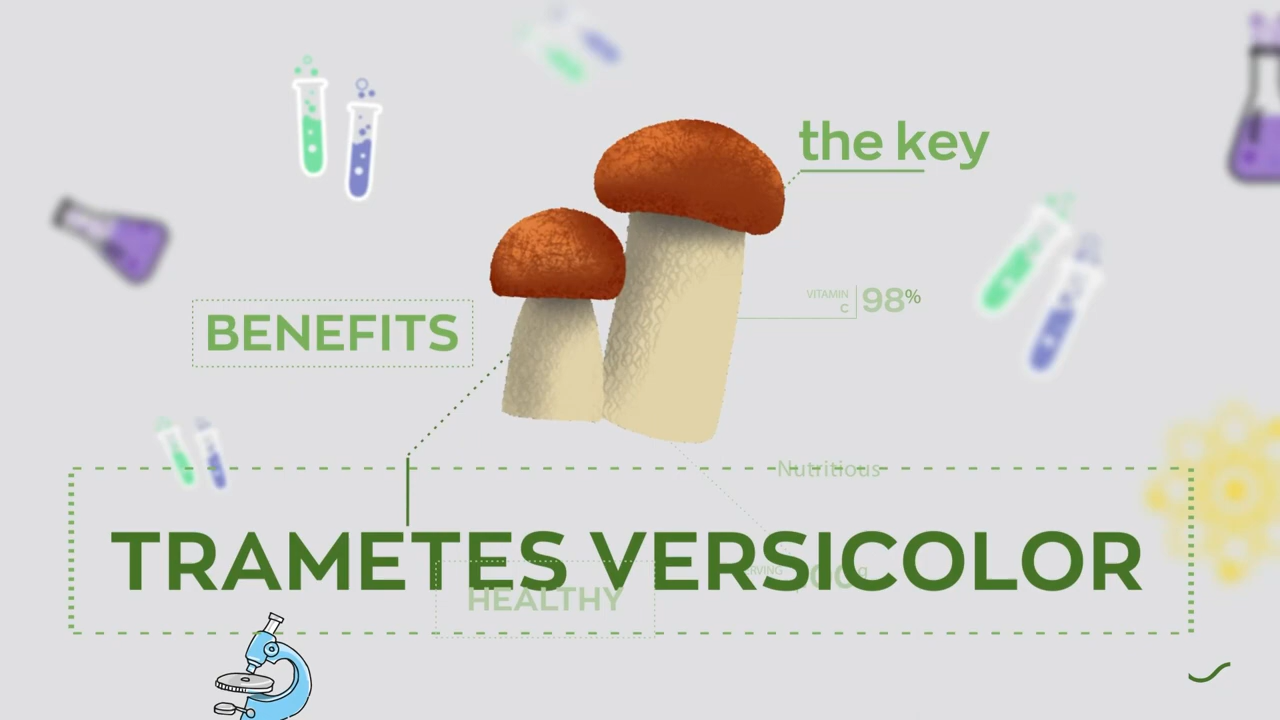 the key
VITAMIN
C
98%
BENEFITS
Nutritious
TRAMETES VERSICOLOR
HEALTHY